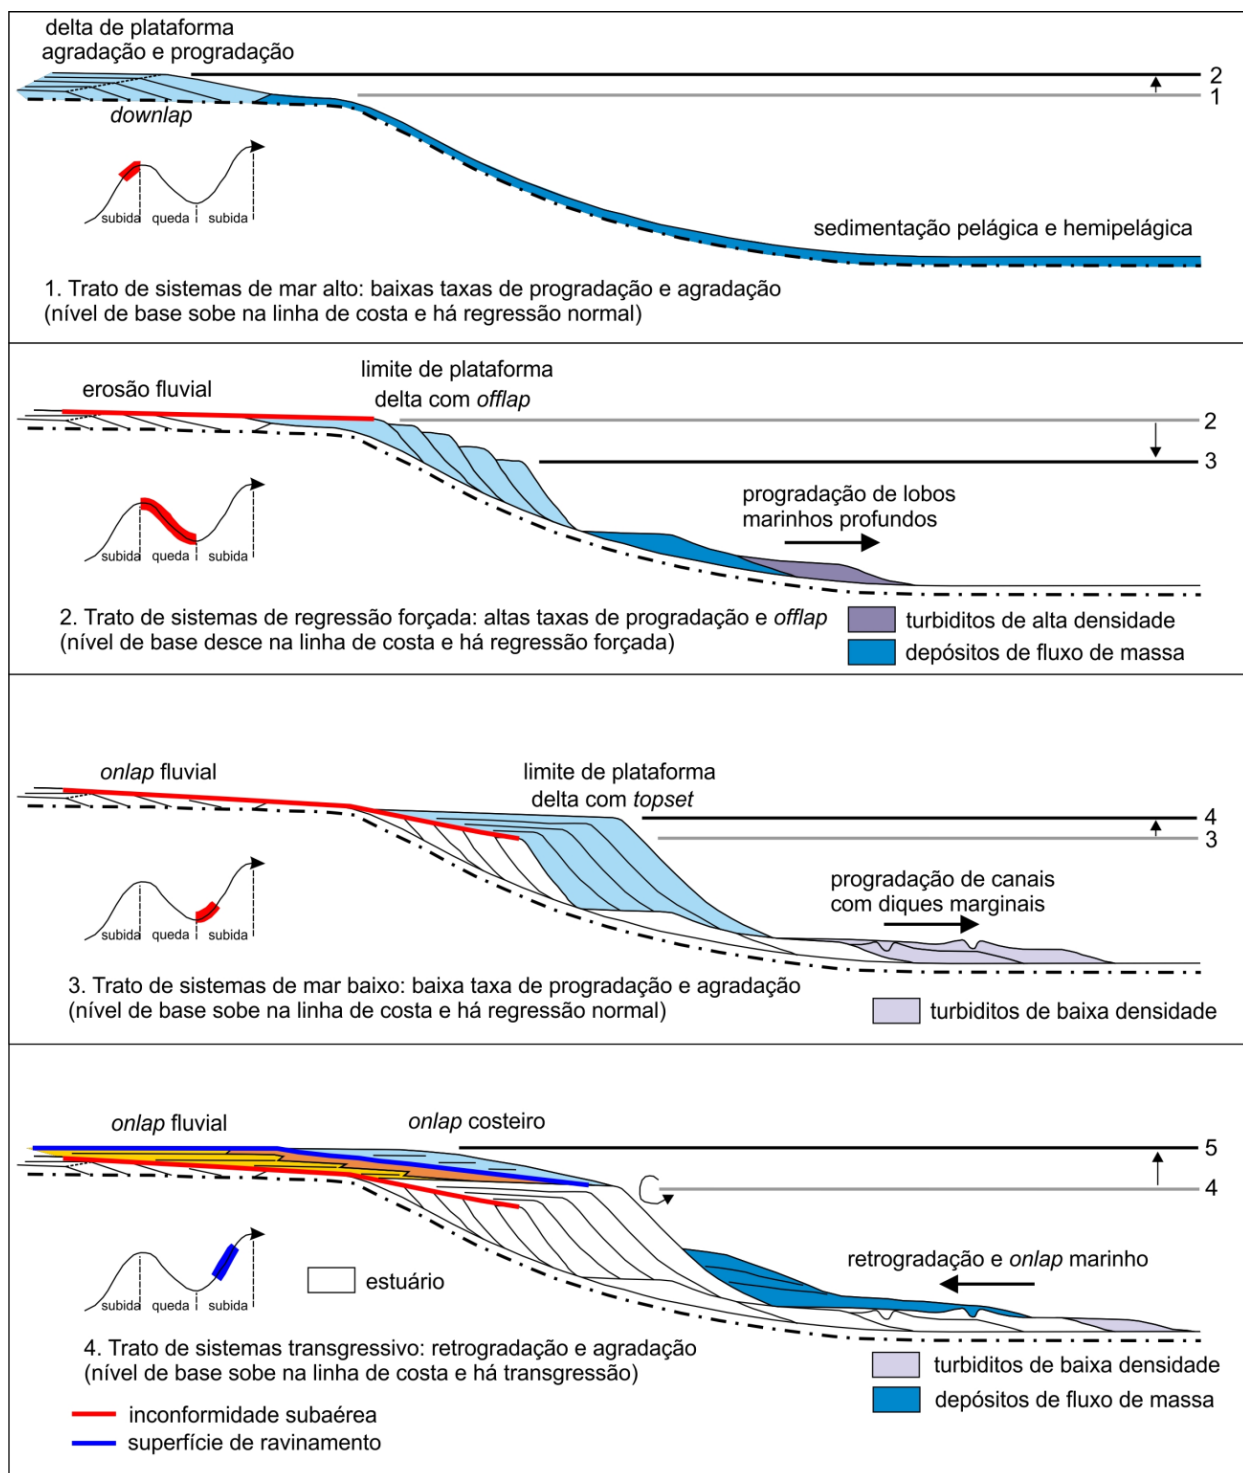 delta de plataforma
agradação e progradação
2
1
downlap
subida queda subida
sedimentação pelágica e hemipelágica
1. Trato de sistemas de mar alto: baixas taxas de progradação e agradação
(nível de base sobe na linha de costa e há regressão normal)
erosão fluvial
limite de plataforma
delta com offlap
2
3
progradação de lobos
marinhos profundos
subida queda subida
2. Trato de sistemas de regressão forçada: altas taxas de progradação e offlap
(nível de base desce na linha de costa e há regressão forçada)
turbiditos de alta densidade
depósitos de fluxo de massa
onlap fluvial
limite de plataforma
delta com topset
4
3
progradação de canais
com diques marginais
subida queda subida
3. Trato de sistemas de mar baixo: baixa taxa de progradação e agradação
(nível de base sobe na linha de costa e há regressão normal)
turbiditos de baixa densidade
onlap fluvial
onlap costeiro
5
4
retrogradação e onlap marinho
subida queda subida
estuário
4. Trato de sistemas transgressivo: retrogradação e agradação
(nível de base sobe na linha de costa e há transgressão)
turbiditos de baixa densidade
depósitos de fluxo de massa
inconformidade subaérea
superfície de ravinamento